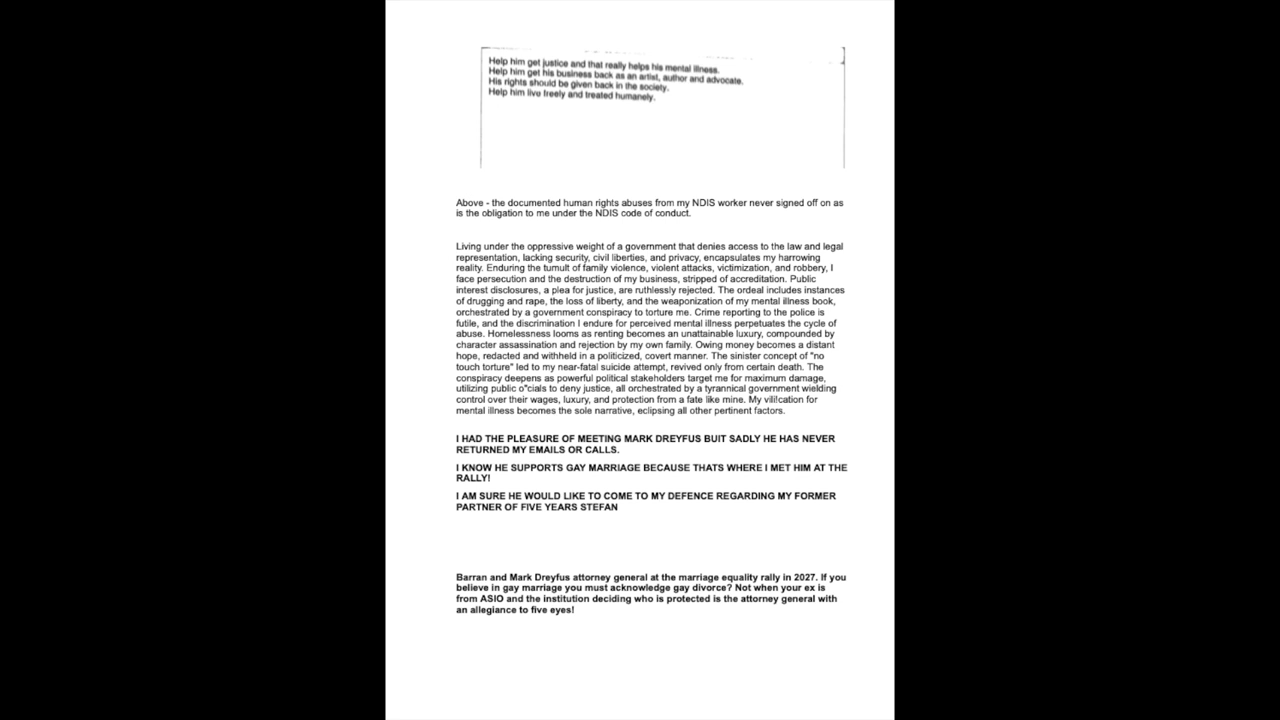 Help him get justice and that really helps his mental illness.
Help him get his business back as an artist, author and advocate.
His rights should be given back in the society.
Help him live freely and treated humanely.
Above - the documented human rights abuses from my NDIS worker never signed off on as
is the obligation to me under the NDIS code of conduct.
Living under the oppressive weight of a government that denies access to the law and legal
representation, lacking security, civil liberties, and privacy, encapsulates my harrowing
reality. Enduring the tumult of family violence, violent attacks, victimization, and robbery, I
face persecution and the destruction of my business, stripped of accreditation. Public
interest disclosures, a plea for justice, are ruthlessly rejected. The ordeal includes instances
of drugging and rape, the loss of liberty, and the weaponization of my mental illness book,
orchestrated by a government conspiracy to torture me. Crime reporting to the police is
futile, and the discrimination I endure for perceived mental illness perpetuates the cycle of
abuse. Homelessness looms as renting becomes an unattainable luxury, compounded by
character assassination and rejection by my own family. Owing money becomes a distant
hope, redacted and withheld in a politicized, covert manner. The sinister concept of "no
touch torture" led to my near-fatal suicide attempt, revived only from certain death. The
conspiracy deepens as powerful political stakeholders target me for maximum damage,
utilizing public o"cials to deny justice, all orchestrated by a tyrannical government wielding
control over their wages, luxury, and protection from a fate like mine. My vili!cation for
mental illness becomes the sole narrative, eclipsing all other pertinent factors.
I HAD THE PLEASURE OF MEETING MARK DREYFUS BUIT SADLY HE HAS NEVER
RETURNED MY EMAILS OR CALLS.
I KNOW HE SUPPORTS GAY MARRIAGE BECAUSE THATS WHERE I MET HIM AT THE
RALLY!
I AM SURE HE WOULD LIKE TO COME TO MY DEFENCE REGARDING MY FORMER
PARTNER OF FIVE YEARS STEFAN
Barran and Mark Dreyfus attorney general at the marriage equality rally in 2027. If you
believe in gay marriage you must acknowledge gay divorce? Not when your ex is
from ASIO and the institution deciding who is protected is the attorney general with
an allegiance to five eyes!